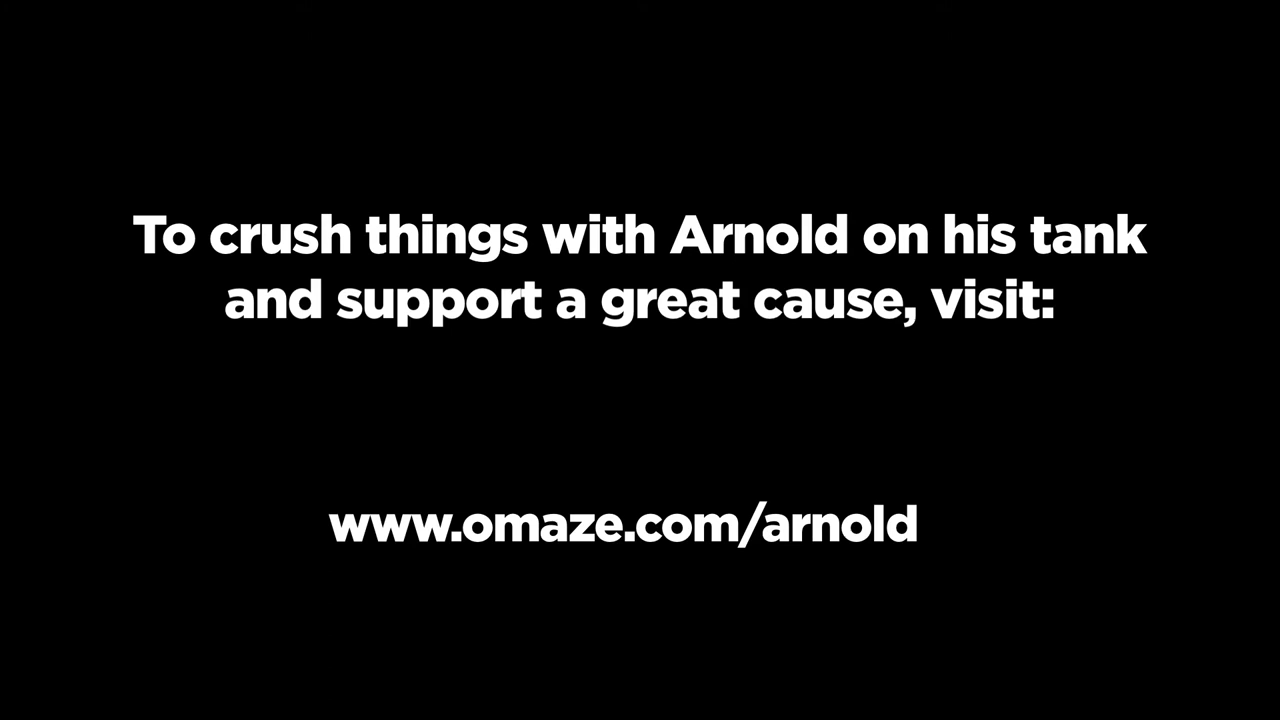 To crush things with Arnold on his tank
and support a great cause, visit:
www.omaze.com/arnold